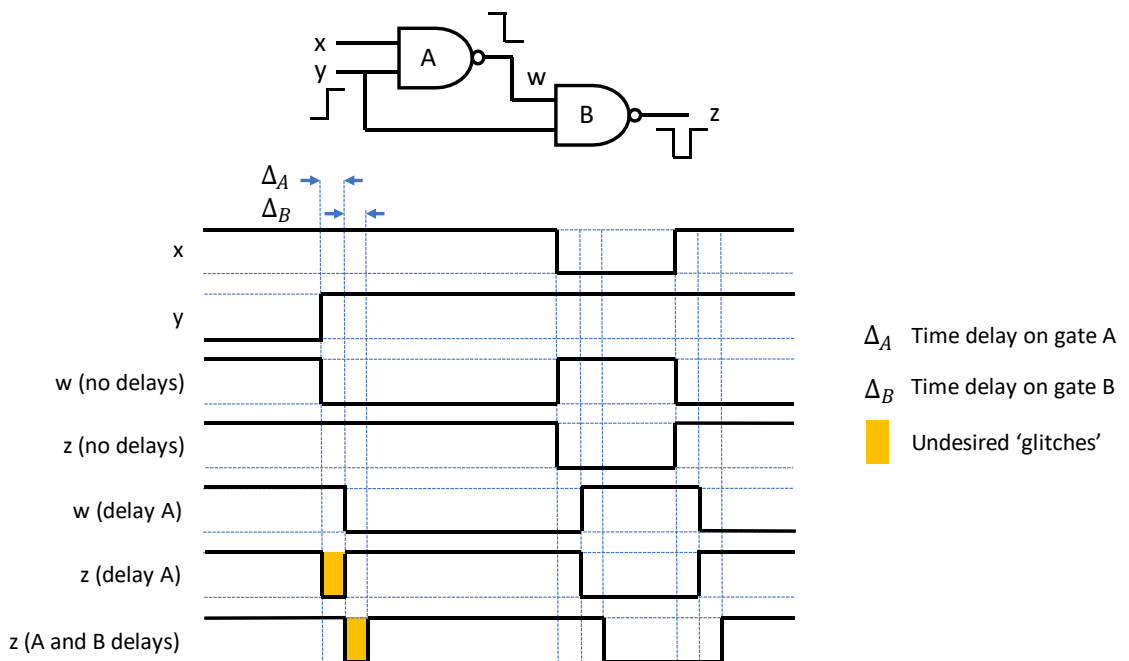 x
A
y
w
B
z
Δ_A
Δ_B
x
y
Δ_A Time delay on gate A
w (no delays)
Δ_B Time delay on gate B
z (no delays)
Undesired ‘glitches’
w (delay A)
z (delay A)
z (A and B delays)